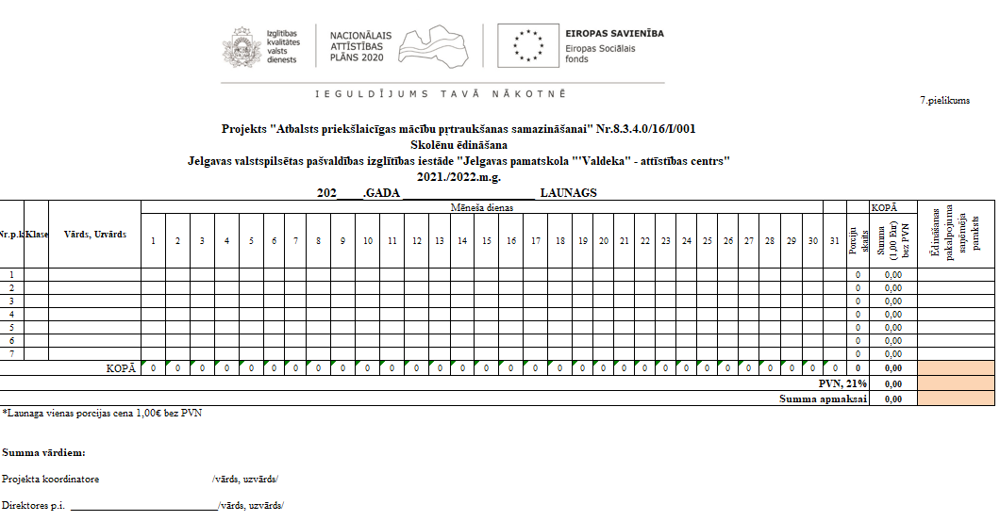 Izglītības kvalitātes valsts dienests
NACIONĀLAIS ATTĪSTĪBAS PLĀNS 2020
EIROPAS SAVIENĪBA
Eiropas Sociālais fonds
IEGULDĪJUMS TAVĀ NĀKOTNĒ
7.pielikums
Projekts "Atbalsts priekšlaicīgas mācību pŗtraukšanas samazināšanai" Nr.8.3.4.0/16/I/001
Skolēnu ēdināšana
Jelgavas valstspilsētas pašvaldības izglītības iestāde "Jelgavas pamatskola "'Valdeka" - attīstības centrs"
2021./2022.m.g.
202____.GADA ____________________ LAUNAGS
Nr.p.k Klase Vārds, Uzvārds Mēneša dienas Porciju skaits KOPĀ Summa (1,00 Eur) bez PVN Ēdināšanas pakalpojuma saņēmēja paraksts
1 2 3 4 5 6 7 8 9 10 11 12 13 14 15 16 17 18 19 20 21 22 23 24 25 26 27 28 29 30 31
1 0 0,00
2 0 0,00
3 0 0,00
4 0 0,00
5 0 0,00
6 0 0,00
7 0 0,00
KOPĀ 0 0 0 0 0 0 0 0 0 0 0 0 0 0 0 0 0 0 0 0 0 0 0 0 0 0 0 0 0 0 0 0 0,00
PVN, 21% 0,00
Summa apmaksai 0,00
*Launaga vienas porcijas cena 1,00€ bez PVN
Summa vārdiem:
Projekta koordinatore /vārds, uzvārds/
Direktores p.i. ____________________________/vārds, uzvārds/